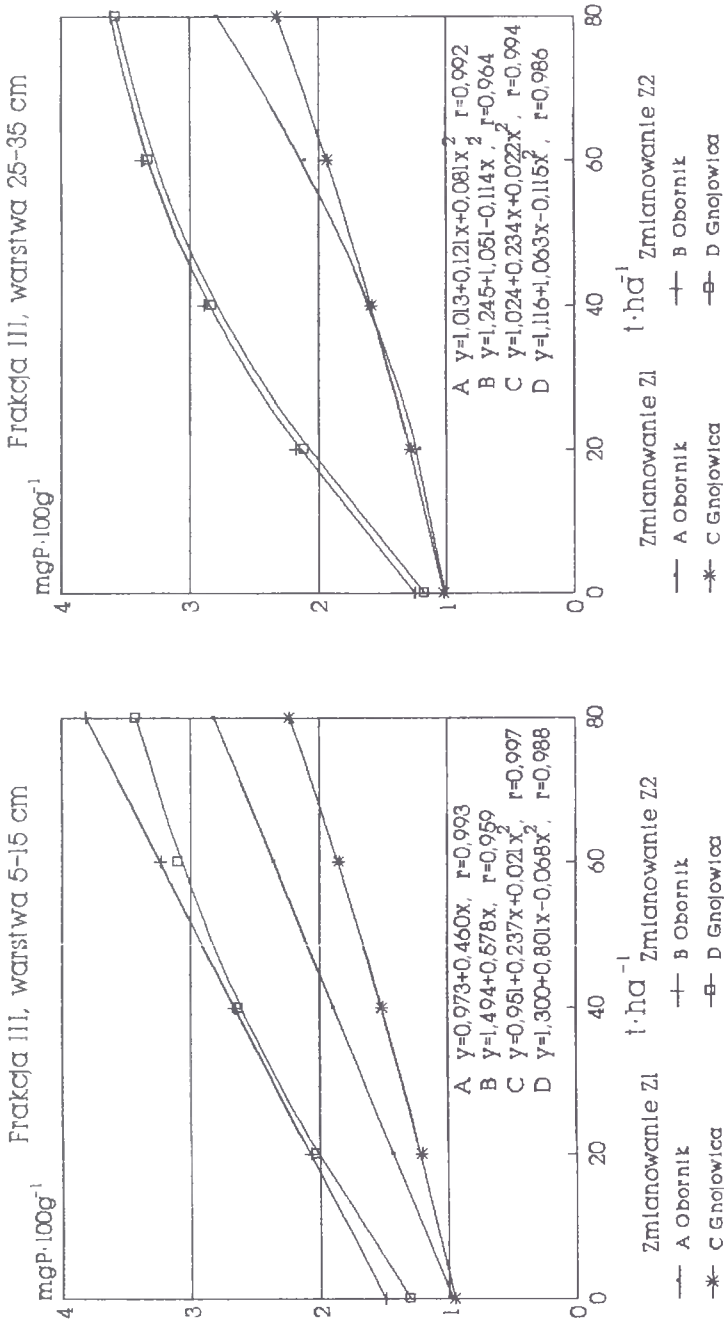 Frakcja III, warstwa 5-15 cm
mgP·100g⁻¹
4
3
2
1
0
0 20 40 60 80
t·ha⁻¹
A y=0,973+0,460x, r=0,993
B y=1,494+0,578x, r=0,959
C y=0,951+0,237x+0,021x², r=0,997
D y=1,300+0,801x-0,068x², r=0,988
Zmianowanie Z1 Zmianowanie Z2
A Obornik B Obornik
C Gnojowica D Gnojowica
Frakcja III, warstwa 25-35 cm
mgP·100g⁻¹
4
3
2
1
0
0 20 40 60 80
t·ha⁻¹
A y=1,013+0,121x+0,081x² r=0,992
B y=1,245+1,051-0,114x², r=0,964
C y=1,024+0,234x+0,022x², r=0,994
D y=1,116+1,063x-0,115x², r=0,986
Zmianowanie Z1 Zmianowanie Z2
A Obornik B Obornik
C Gnojowica D Gnojowica